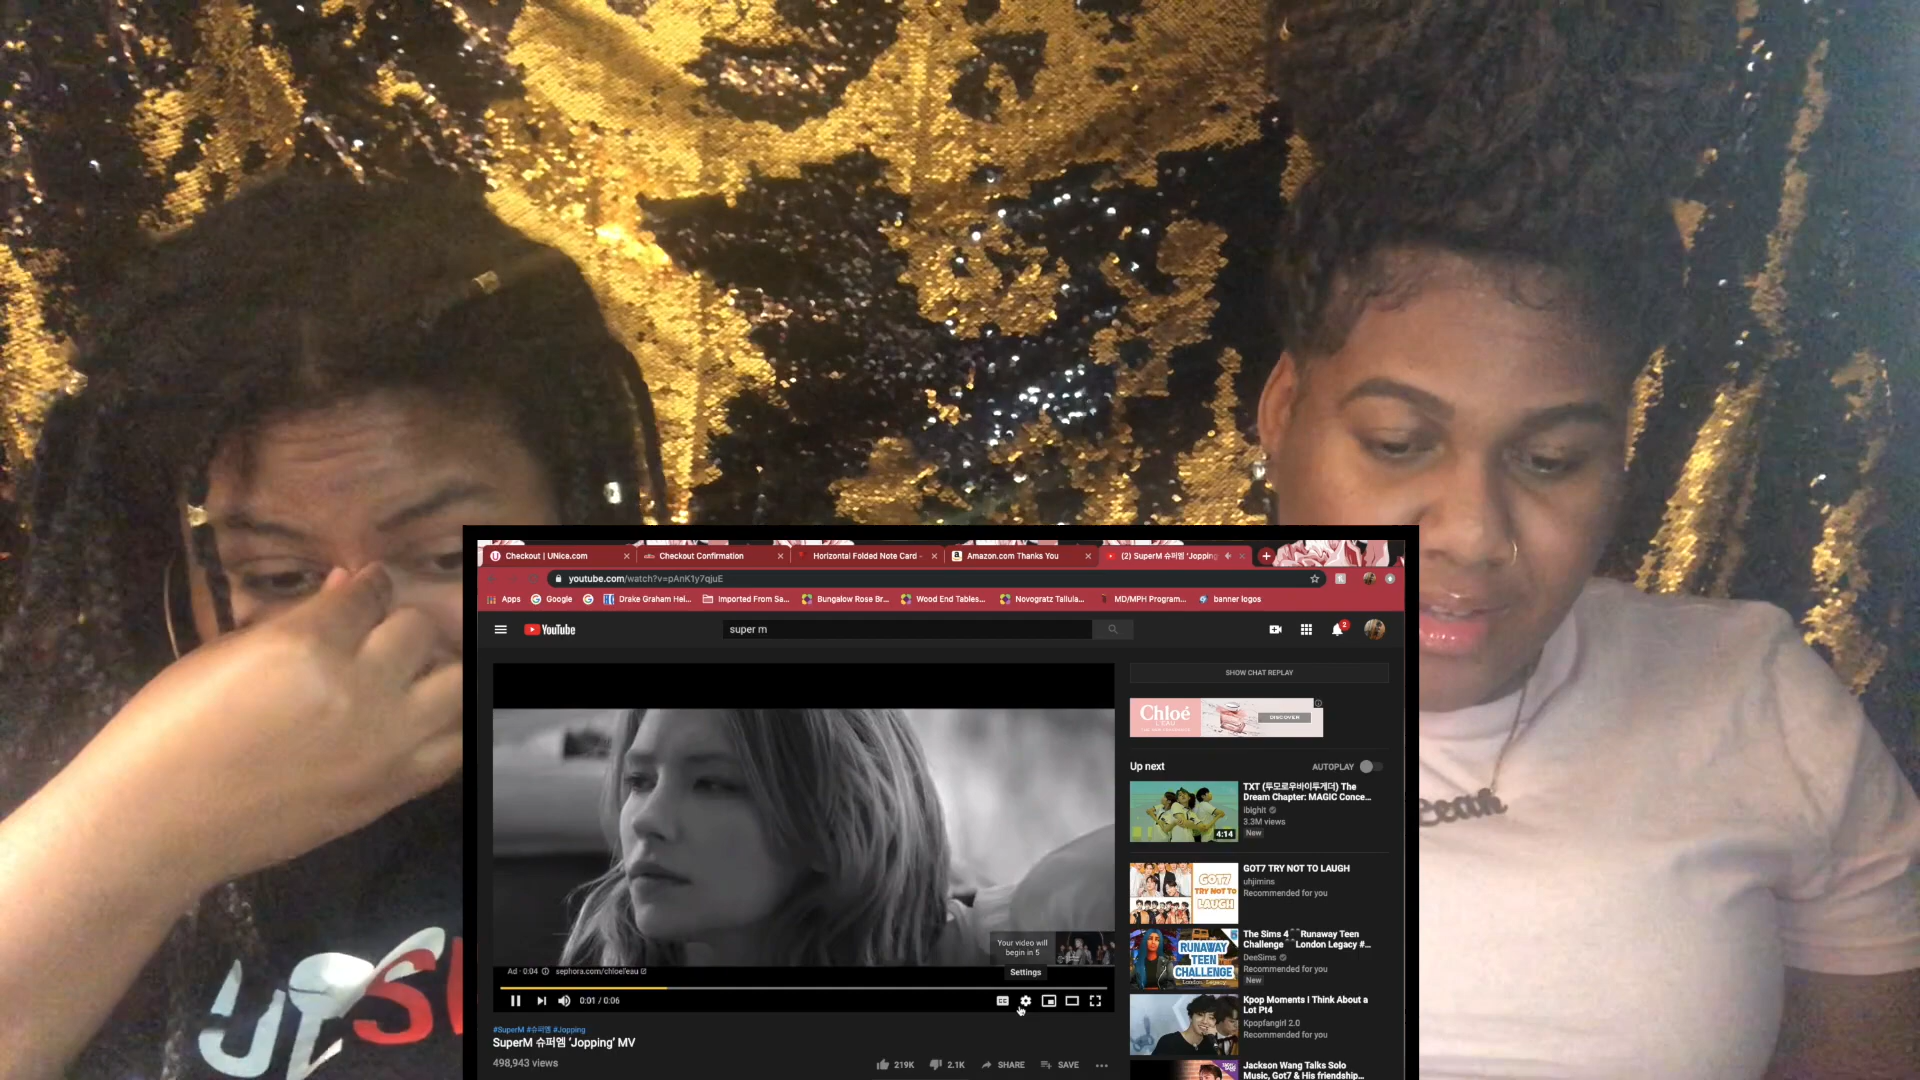 Checkout | UNice.com
Checkout Confirmation
Horizontal Folded Note Card -
Amazon.com Thanks You
(2) SuperM 슈퍼엠 'Jopping
youtube.com/watch?v=pAnK1y7qjuE
Apps
Google
Drake Graham Hei...
Imported From Sa...
Bungalow Rose Br...
Wood End Tables...
Novogratz Tallula...
MD/MPH Program...
banner logos
YouTube
super m
2
SHOW CHAT REPLAY
Chloé
L'EAU
DISCOVER
Up next
AUTOPLAY
TXT (투모로우바이투게더) The
Dream Chapter: MAGIC Conce...
ibighit
3.3M views
New
4:14
GOT7 TRY NOT TO LAUGH
uhjimins
Recommended for you
GOT7
TRY NOT TO
LAUGH
The Sims 4 Runaway Teen
Challenge London Legacy #...
DeeSims
Recommended for you
New
RUNAWAY
TEEN
CHALLENGE
London Legacy
Kpop Moments I Think About a
Lot Pt4
Kpopfangirl 2.0
Recommended for you
Jackson Wang Talks Solo
Music, Got7 & His friendship...
Your video will
begin in 5
Settings
Ad · 0:04
sephora.com/chloel'eau
0:01 / 0:06
CC
#SuperM #슈퍼엠 #Jopping
SuperM 슈퍼엠 'Jopping' MV
498,943 views
219K
2.1K
SHARE
SAVE